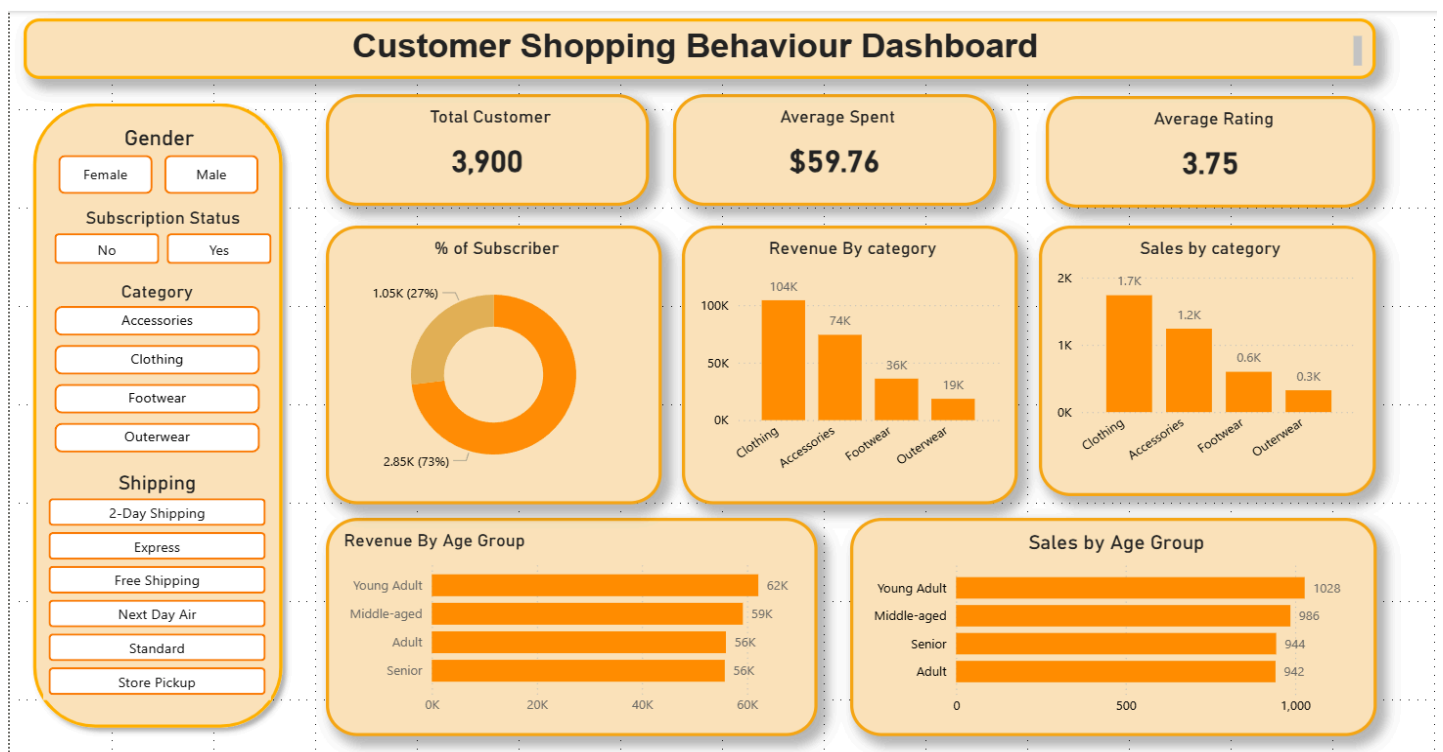 Customer Shopping Behaviour Dashboard
Gender
Female Male
Subscription Status
No Yes
Category
Accessories
Clothing
Footwear
Outerwear
Shipping
2-Day Shipping
Express
Free Shipping
Next Day Air
Standard
Store Pickup
Total Customer
3,900
Average Spent
$59.76
Average Rating
3.75
% of Subscriber
1.05K (27%)
2.85K (73%)
Revenue By category
104K
100K
74K
50K
36K
19K
0K
Clothing Accessories Footwear Outerwear
Sales by category
2K
1.7K
1.2K
1K
0.6K
0.3K
0K
Clothing Accessories Footwear Outerwear
Revenue By Age Group
Young Adult 62K
Middle-aged 59K
Adult 56K
Senior 56K
0K 20K 40K 60K
Sales by Age Group
Young Adult 1028
Middle-aged 986
Senior 944
Adult 942
0 500 1,000